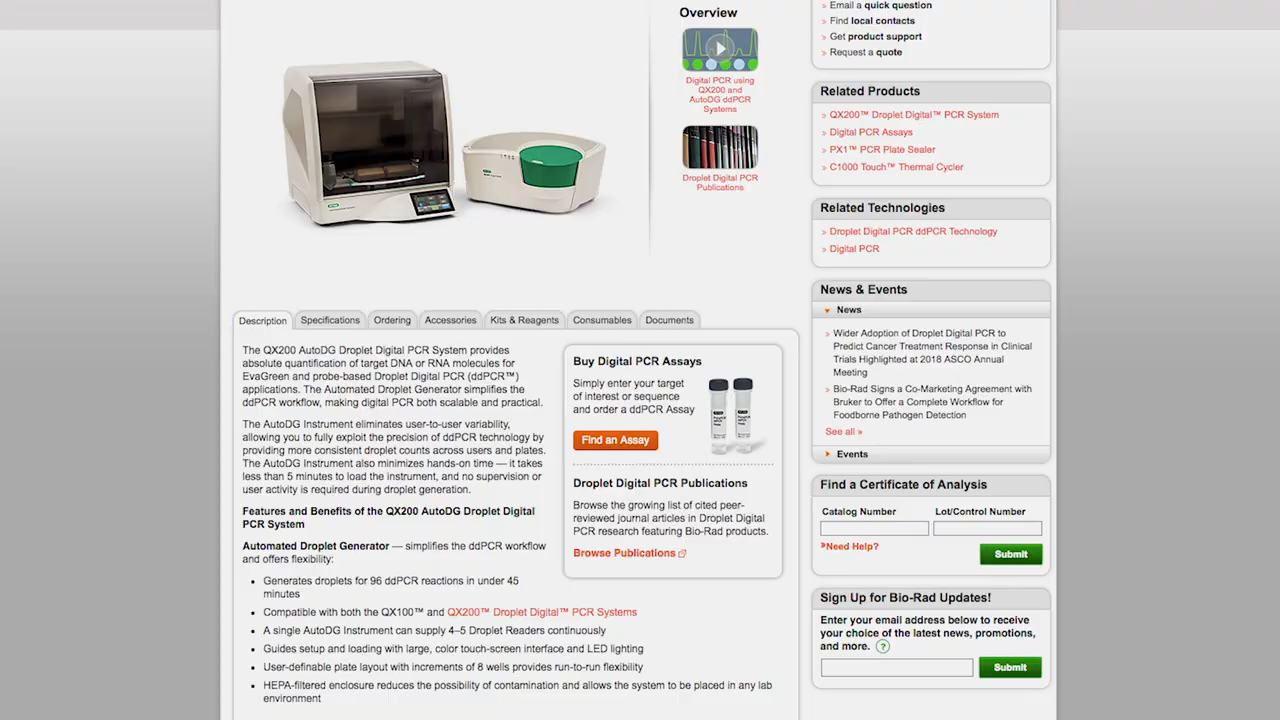 Overview
Digital PCR using
QX200 and
AutoDG ddPCR
Systems
Droplet Digital PCR
Publications
Description
Specifications
Ordering
Accessories
Kits & Reagents
Consumables
Documents
The QX200 AutoDG Droplet Digital PCR System provides
absolute quantification of target DNA or RNA molecules for
EvaGreen and probe-based Droplet Digital PCR (ddPCR™)
applications. The Automated Droplet Generator simplifies the
ddPCR workflow, making digital PCR both scalable and practical.
The AutoDG Instrument eliminates user-to-user variability,
allowing you to fully exploit the precision of ddPCR technology by
providing more consistent droplet counts across users and plates.
The AutoDG Instrument also minimizes hands-on time — it takes
less than 5 minutes to load the instrument, and no supervision or
user activity is required during droplet generation.
Features and Benefits of the QX200 AutoDG Droplet Digital
PCR System
Automated Droplet Generator — simplifies the ddPCR workflow
and offers flexibility:
• Generates droplets for 96 ddPCR reactions in under 45
minutes
• Compatible with both the QX100™ and QX200™ Droplet Digital™ PCR Systems
• A single AutoDG Instrument can supply 4–5 Droplet Readers continuously
• Guides setup and loading with large, color touch-screen interface and LED lighting
• User-definable plate layout with increments of 8 wells provides run-to-run flexibility
• HEPA-filtered enclosure reduces the possibility of contamination and allows the system to be placed in any lab
environment
Buy Digital PCR Assays
Simply enter your target
of interest or sequence
and order a ddPCR Assay
Find an Assay
Droplet Digital PCR Publications
Browse the growing list of cited peer-
reviewed journal articles in Droplet Digital
PCR research featuring Bio-Rad products.
Browse Publications
» Email a quick question
» Find local contacts
» Get product support
» Request a quote
Related Products
» QX200™ Droplet Digital™ PCR System
» Digital PCR Assays
» PX1™ PCR Plate Sealer
» C1000 Touch™ Thermal Cycler
Related Technologies
» Droplet Digital PCR ddPCR Technology
» Digital PCR
News & Events
News
» Wider Adoption of Droplet Digital PCR to
Predict Cancer Treatment Response in Clinical
Trials Highlighted at 2018 ASCO Annual
Meeting
» Bio-Rad Signs a Co-Marketing Agreement with
Bruker to Offer a Complete Workflow for
Foodborne Pathogen Detection
See all »
Events
Find a Certificate of Analysis
Catalog Number
Lot/Control Number
»Need Help?
Submit
Sign Up for Bio-Rad Updates!
Enter your email address below to receive
your choice of the latest news, promotions,
and more. ?
Submit